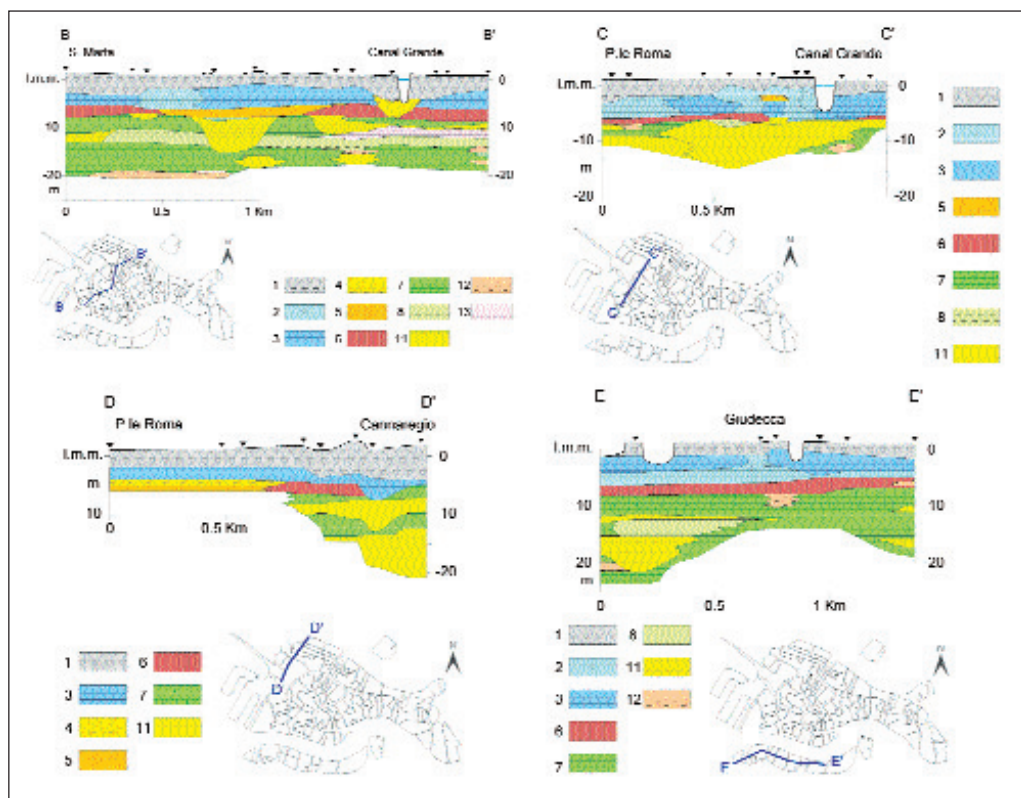 B B'
S. Marta Canal Grande
l.m.m. 0
10 -10
-20 -20
m
0 0.5 1 Km
B B' N
1 4 7 12
2 5 8 13
3 6 11
C C'
P.le Roma Canal Grande
l.m.m. 0
-10 -10
m
-20 -20
0 0.5 Km
C' C N
1
2
3
5
6
7
8
11
D D'
P.le Roma Cannaregio
l.m.m. 0
m
10 -10
0 0.5 Km
-20
D' D N
1 6
3 7
4 11
5
E E'
Giudecca
l.m.m. 0
10 -10
20 -20
m
0 0.5 1 Km
1 8
2 11
3 12
6
7
E' N